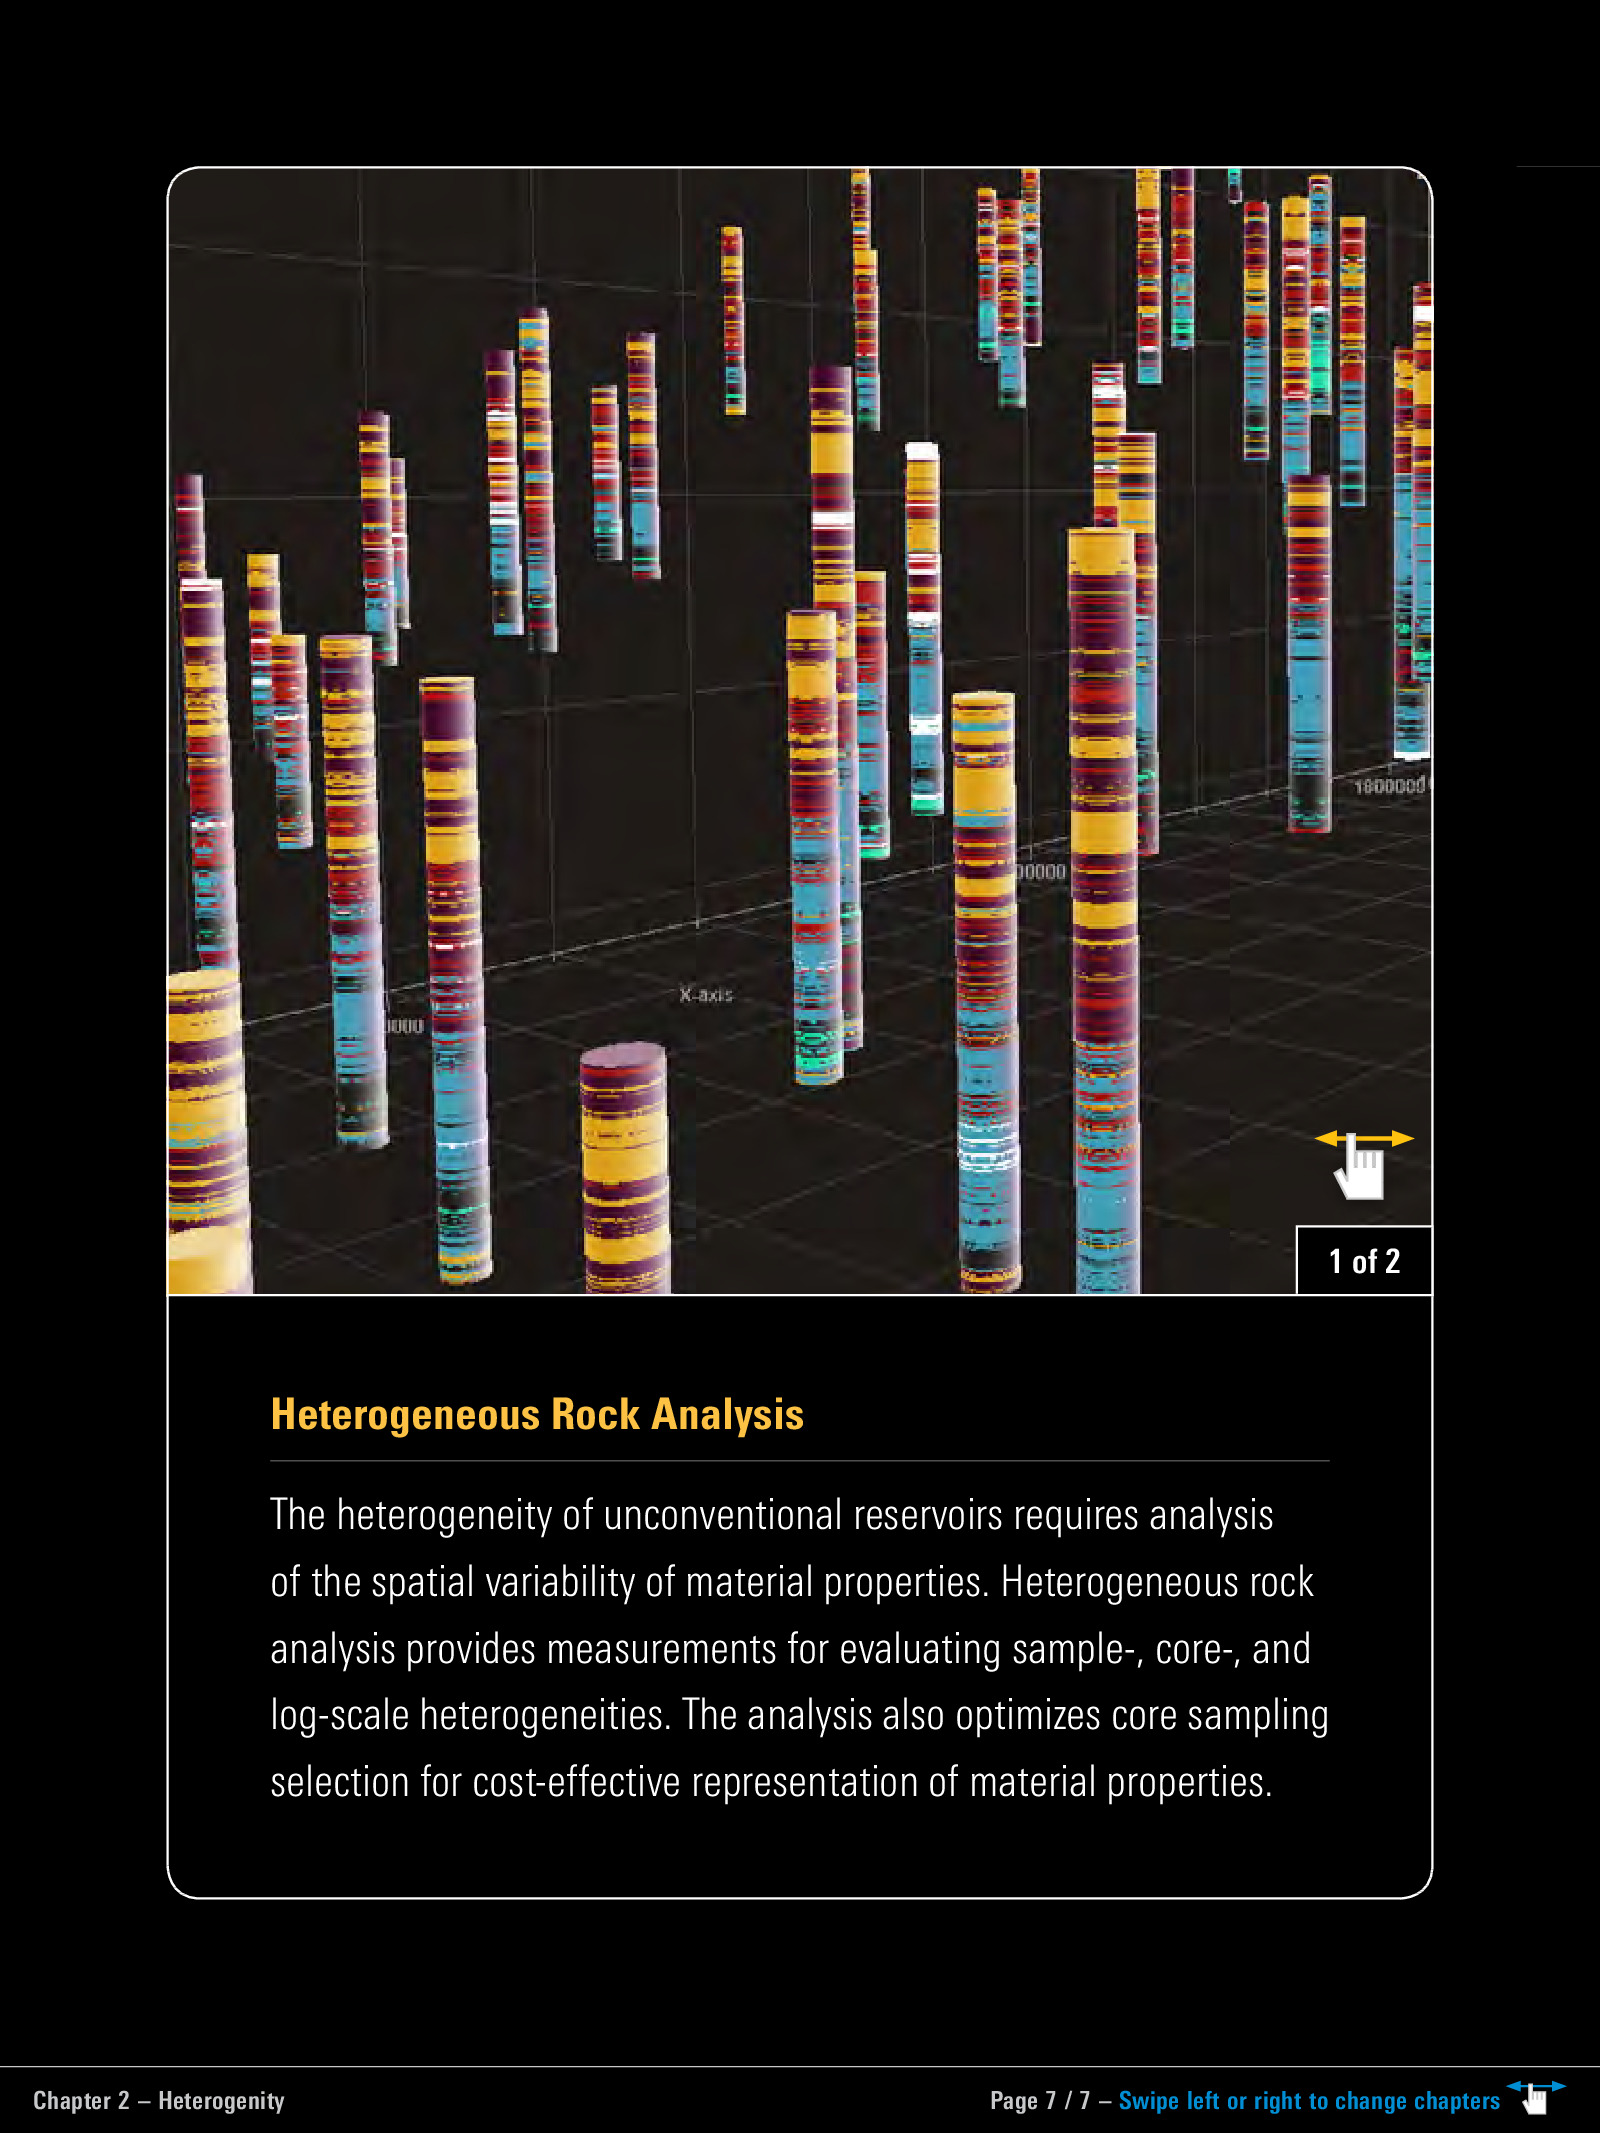 1800000
00000
X-axis
0000
1 of 2
Heterogeneous Rock Analysis
The heterogeneity of unconventional reservoirs requires analysis
of the spatial variability of material properties. Heterogeneous rock
analysis provides measurements for evaluating sample-, core-, and
log-scale heterogeneities. The analysis also optimizes core sampling
selection for cost-effective representation of material properties.
Chapter 2 – Heterogenity
Page 7 / 7 – Swipe left or right to change chapters